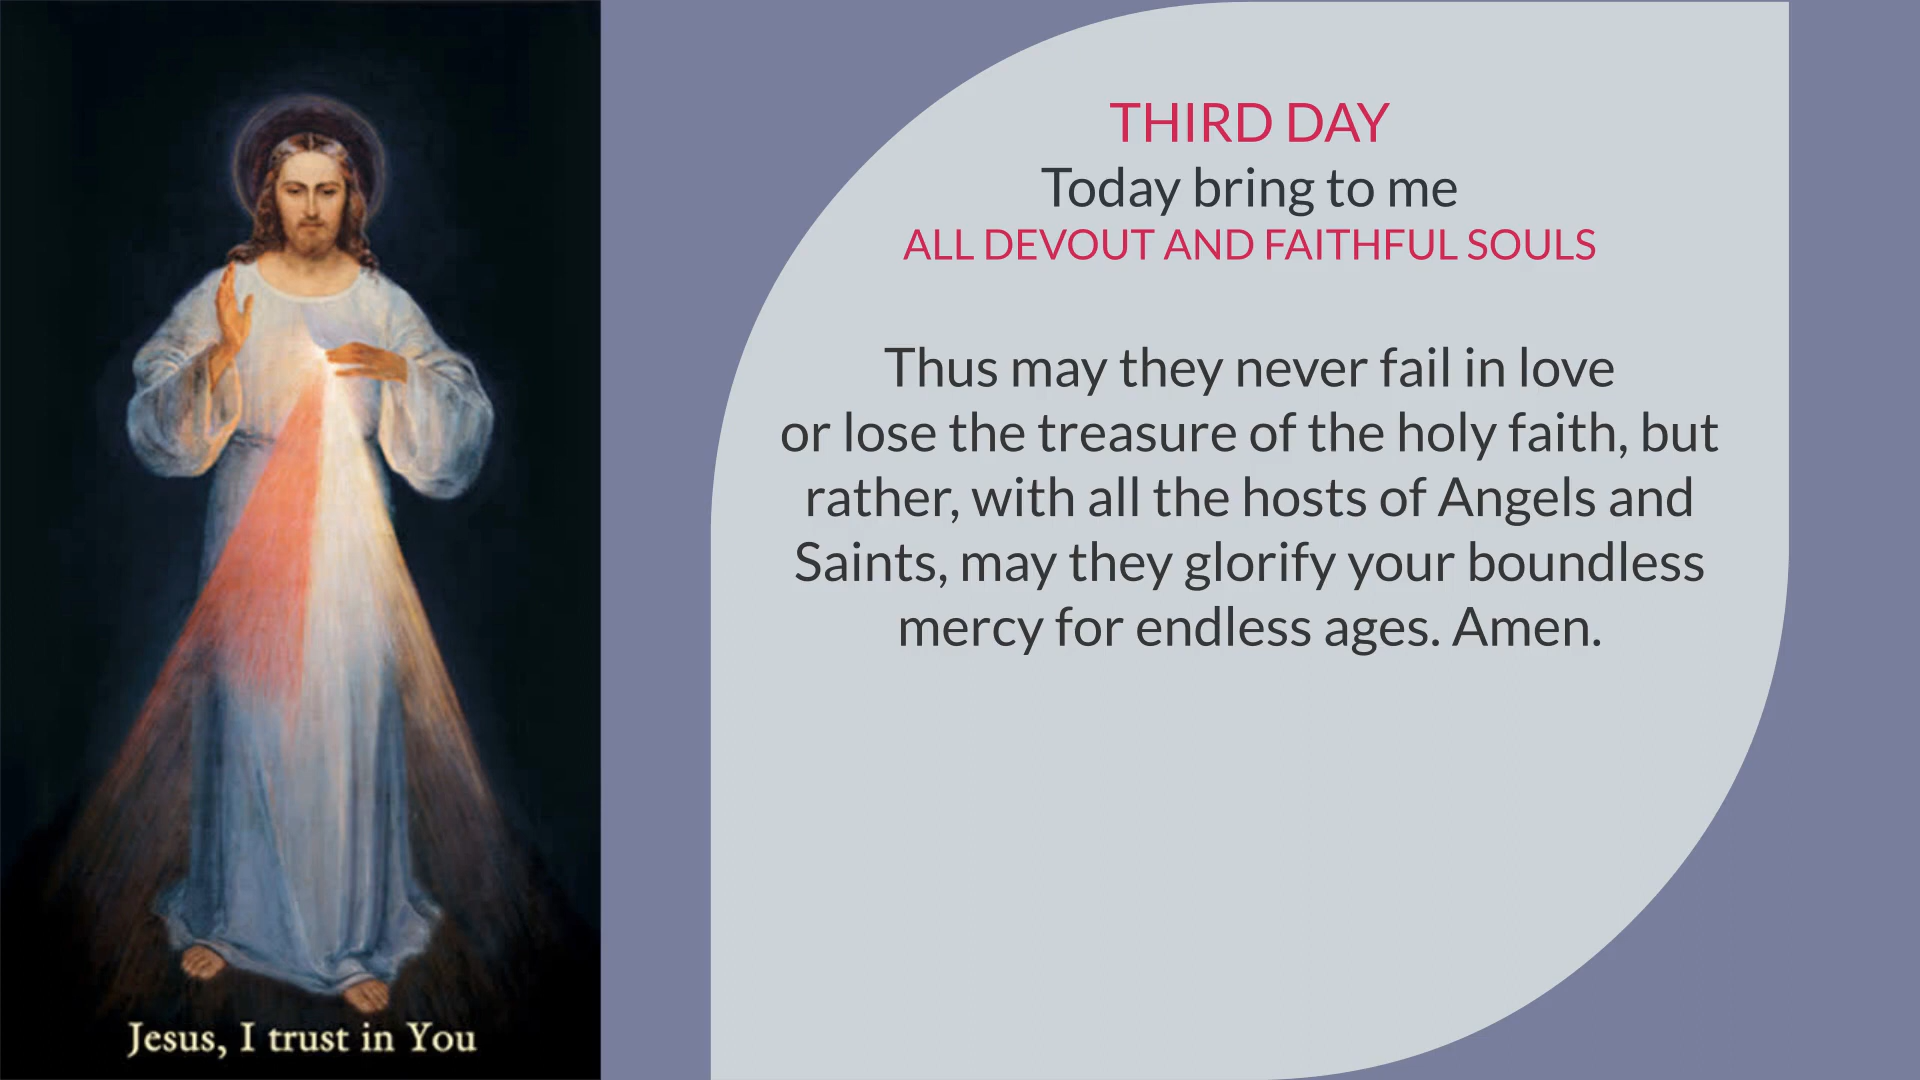 THIRD DAY
Today bring to me
ALL DEVOUT AND FAITHFUL SOULS
Thus may they never fail in love
or lose the treasure of the holy faith, but
rather, with all the hosts of Angels and
Saints, may they glorify your boundless
mercy for endless ages. Amen.
Jesus, I trust in You